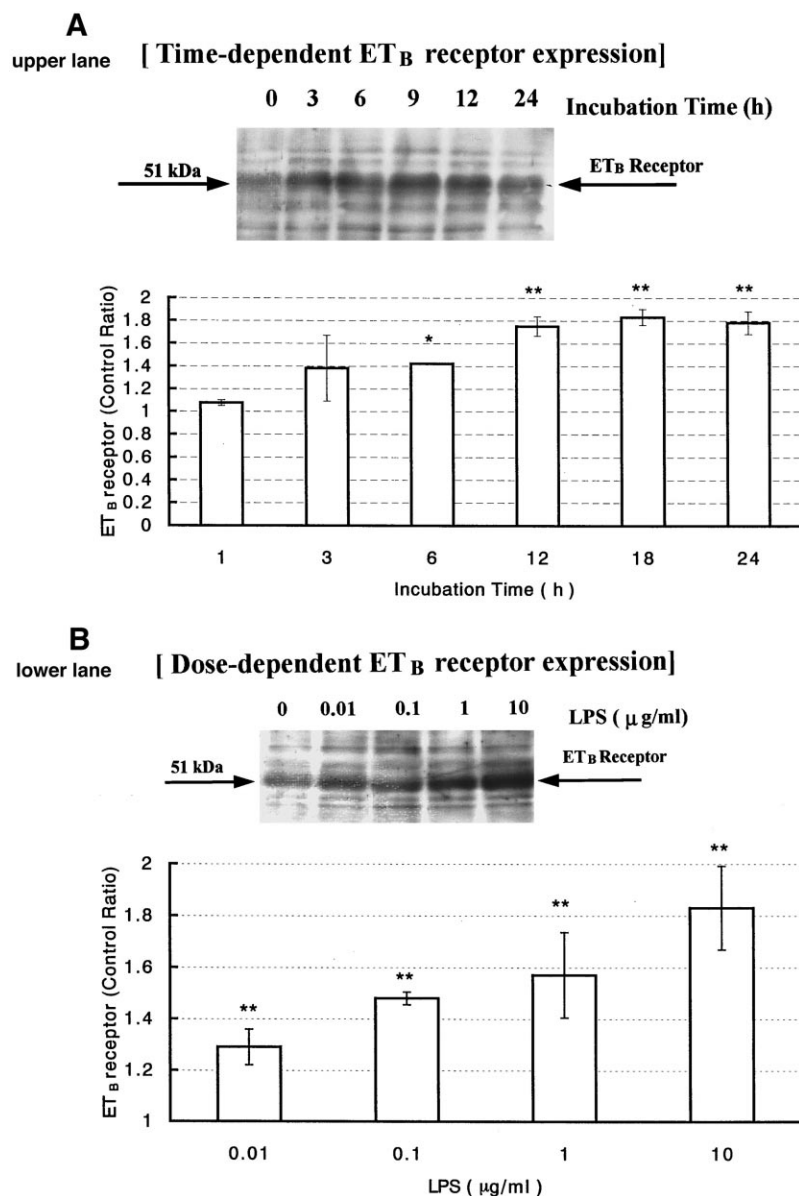 A
upper lane [ Time-dependent ETB receptor expression]
0 3 6 9 12 24 Incubation Time (h)
51 kDa ETB Receptor
** ** **
*
2
1.8
1.6
1.4
1.2
1
0.8
0.6
0.4
0.2
0
ETB receptor (Control Ratio)
1 3 6 12 18 24
Incubation Time ( h )
B
lower lane [ Dose-dependent ETB receptor expression]
0 0.01 0.1 1 10 LPS ( μg/ml)
51 kDa ETB Receptor
**
**
**
**
2
1.8
1.6
1.4
1.2
1
ETB receptor (Control Ratio)
0.01 0.1 1 10
LPS ( μg/ml)